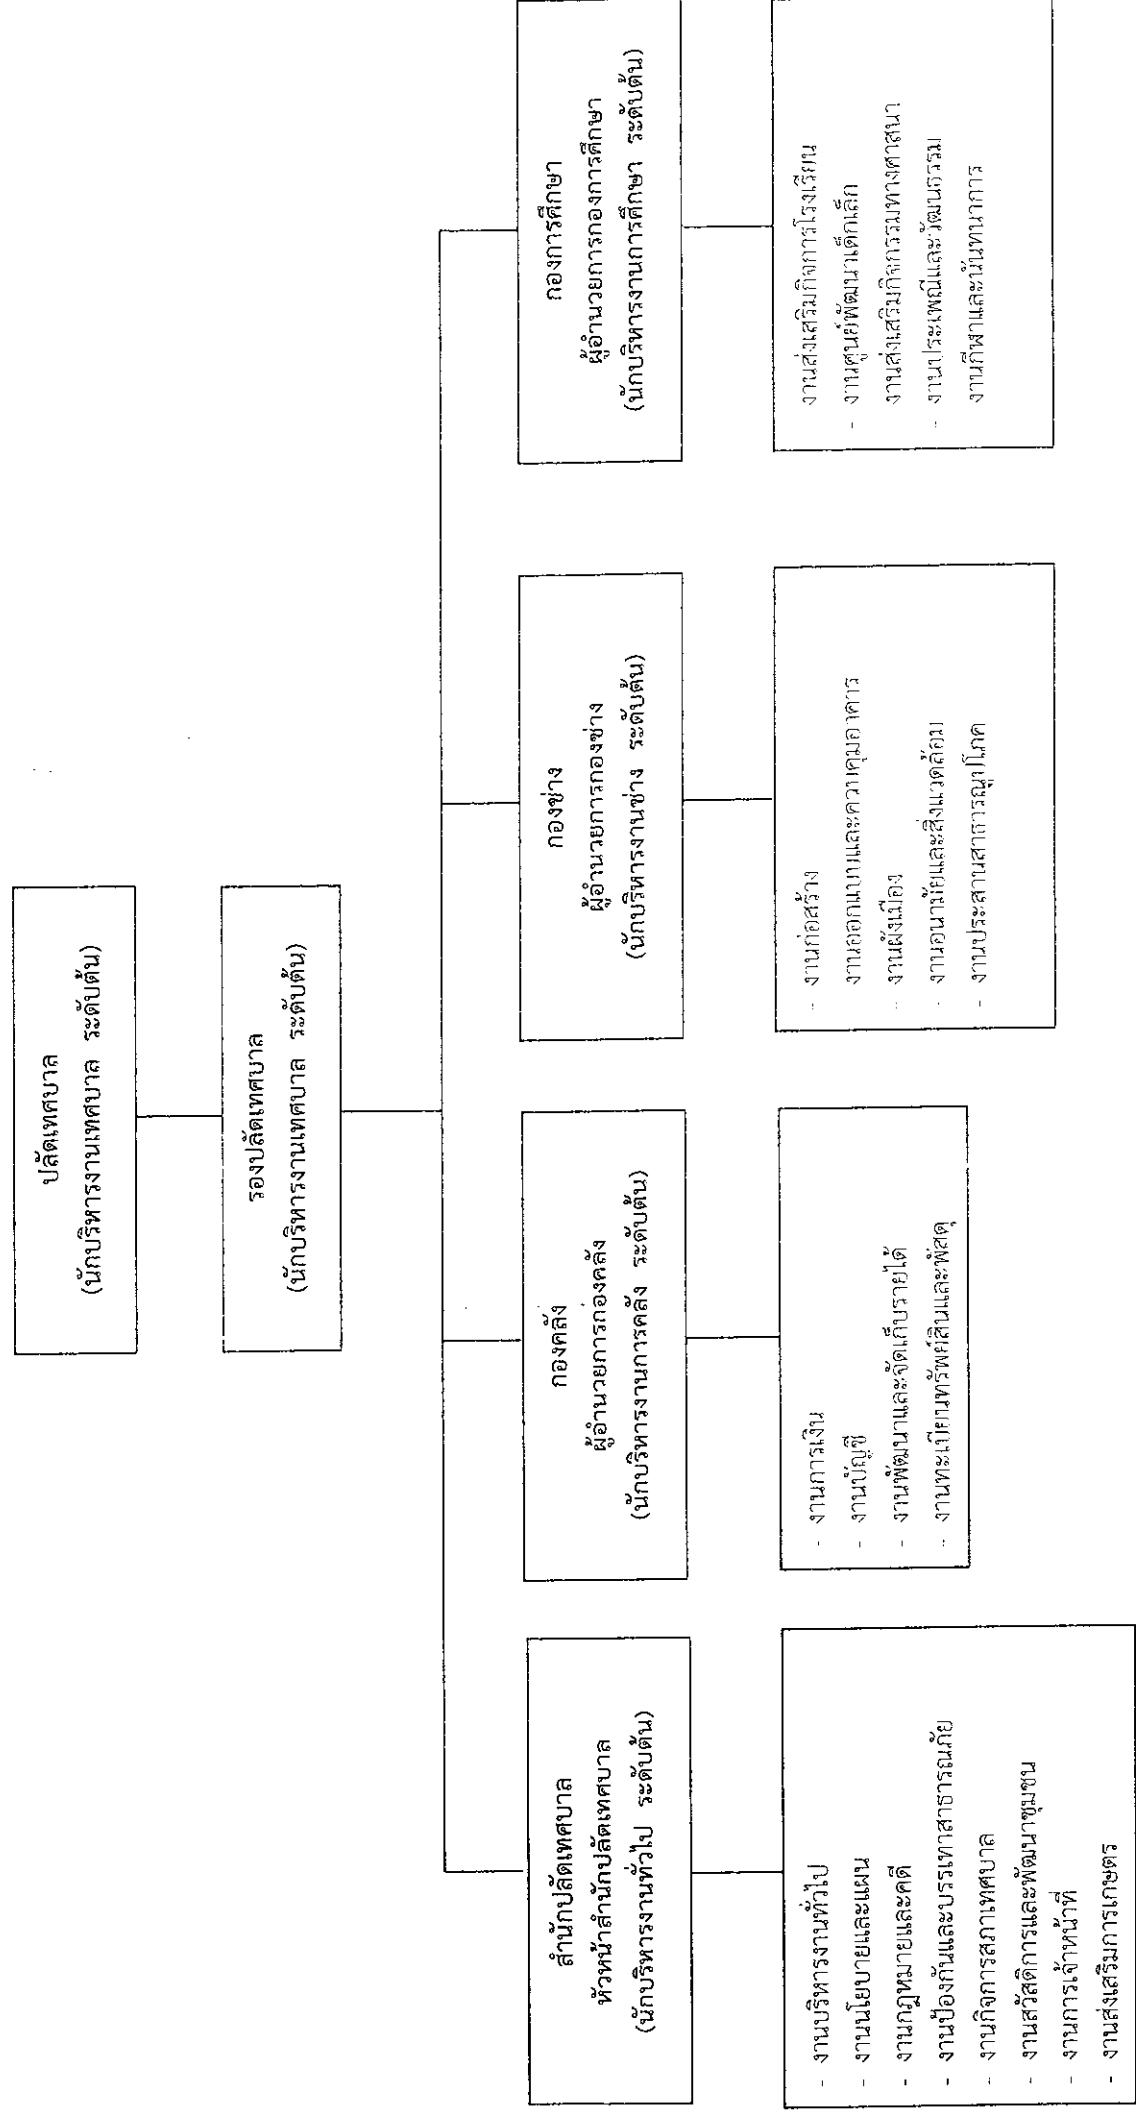 ปลัดเทศบาล
(นักบริหารงานเทศบาล ระดับต้น)
รองปลัดเทศบาล
(นักบริหารงานเทศบาล ระดับต้น)
สำนักปลัดเทศบาล
หัวหน้าสำนักปลัดเทศบาล
(นักบริหารงานทั่วไป ระดับต้น)
- งานบริหารงานทั่วไป
- งานนโยบายและแผน
- งานกฎหมายและคดี
- งานป้องกันและบรรเทาสาธารณภัย
- งานกิจการสภาเทศบาล
- งานสวัสดิการและพัฒนาชุมชน
- งานการเจ้าหน้าที่
- งานส่งเสริมการเกษตร
กองคลัง
ผู้อำนวยการกองคลัง
(นักบริหารงานการคลัง ระดับต้น)
- งานการเงิน
- งานบัญชี
- งานพัฒนาและจัดเก็บรายได้
- งานทะเบียนทรัพย์สินและพัสดุ
กองช่าง
ผู้อำนวยการกองช่าง
(นักบริหารงานช่าง ระดับต้น)
- งานก่อสร้าง
งานออกแบบและควบคุมอาคาร
- งานผังเมือง
- งานอนามัยและสิ่งแวดล้อม
- งานประสานสาธารณูปโภค
กองการศึกษา
ผู้อำนวยการกองการศึกษา
(นักบริหารงานการศึกษา ระดับต้น)
งานส่งเสริมกิจการโรงเรียน
- งานศูนย์พัฒนาเด็กเล็ก
งานส่งเสริมกิจกรรมทางศาสนา
- งานประเพณีและวัฒนธรรม
งานกีฬาและนันทนาการ